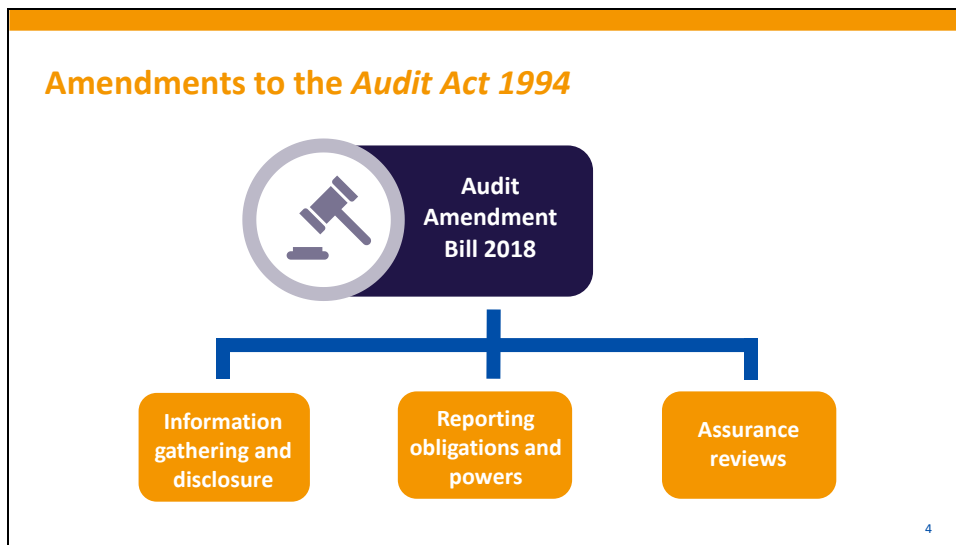 Amendments to the Audit Act 1994
Audit
Amendment
Bill 2018
Information
gathering and
disclosure
Reporting
obligations and
powers
Assurance
reviews
4